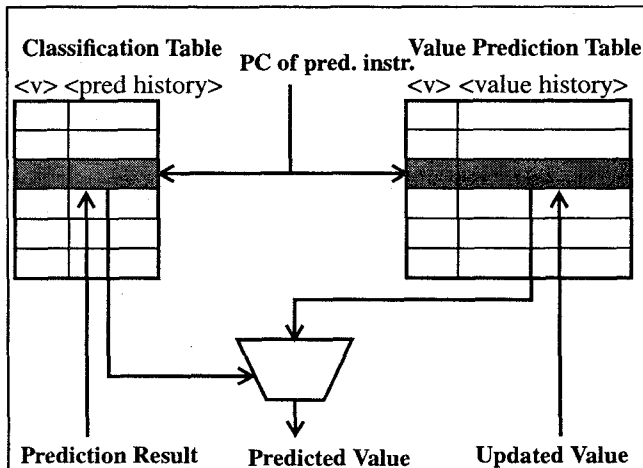 Classification Table
Value Prediction Table
PC of pred. instr.
<v> <pred history>
<v> <value history>
Prediction Result
Predicted Value
Updated Value